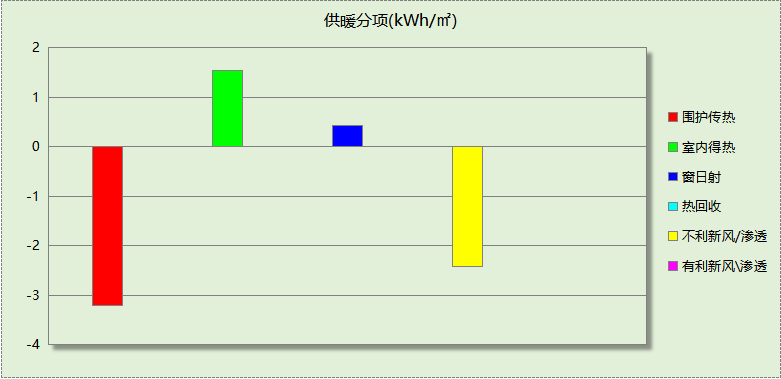 供暖分项(kWh/㎡)
2
1
0
-1
-2
-3
-4
围护传热
室内得热
窗日射
热回收
不利新风/渗透
有利新风\渗透